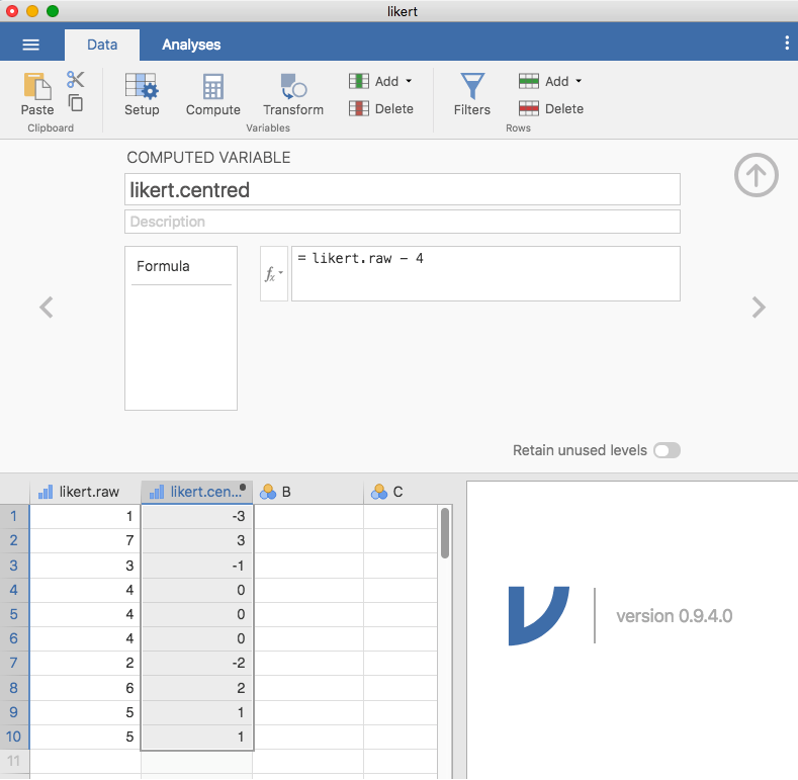 likert
Data Analyses
Paste Setup Compute Transform Add Delete Filters Add Delete
Clipboard Variables Rows
COMPUTED VARIABLE
likert.centred
Description
Formula
fx
= likert.raw - 4
Retain unused levels
likert.raw likert.cen... B C
1 1 -3
2 7 3
3 3 -1
4 4 0
5 4 0
6 4 0
7 2 -2
8 6 2
9 5 1
10 5 1
11
version 0.9.4.0